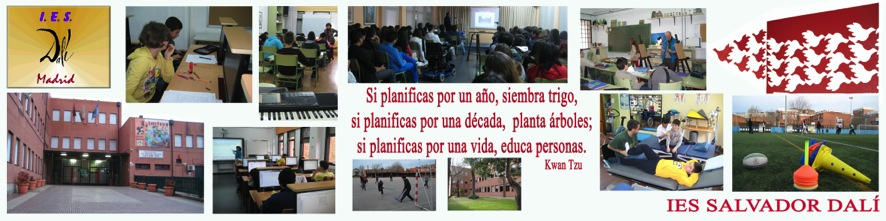 I. E. S.
Dalí
Madrid
Si planificas por un año, siembra trigo,
si planificas por una década, planta árboles;
si planificas por una vida, educa personas.
Kwan Tzu
IES SALVADOR DALÍ